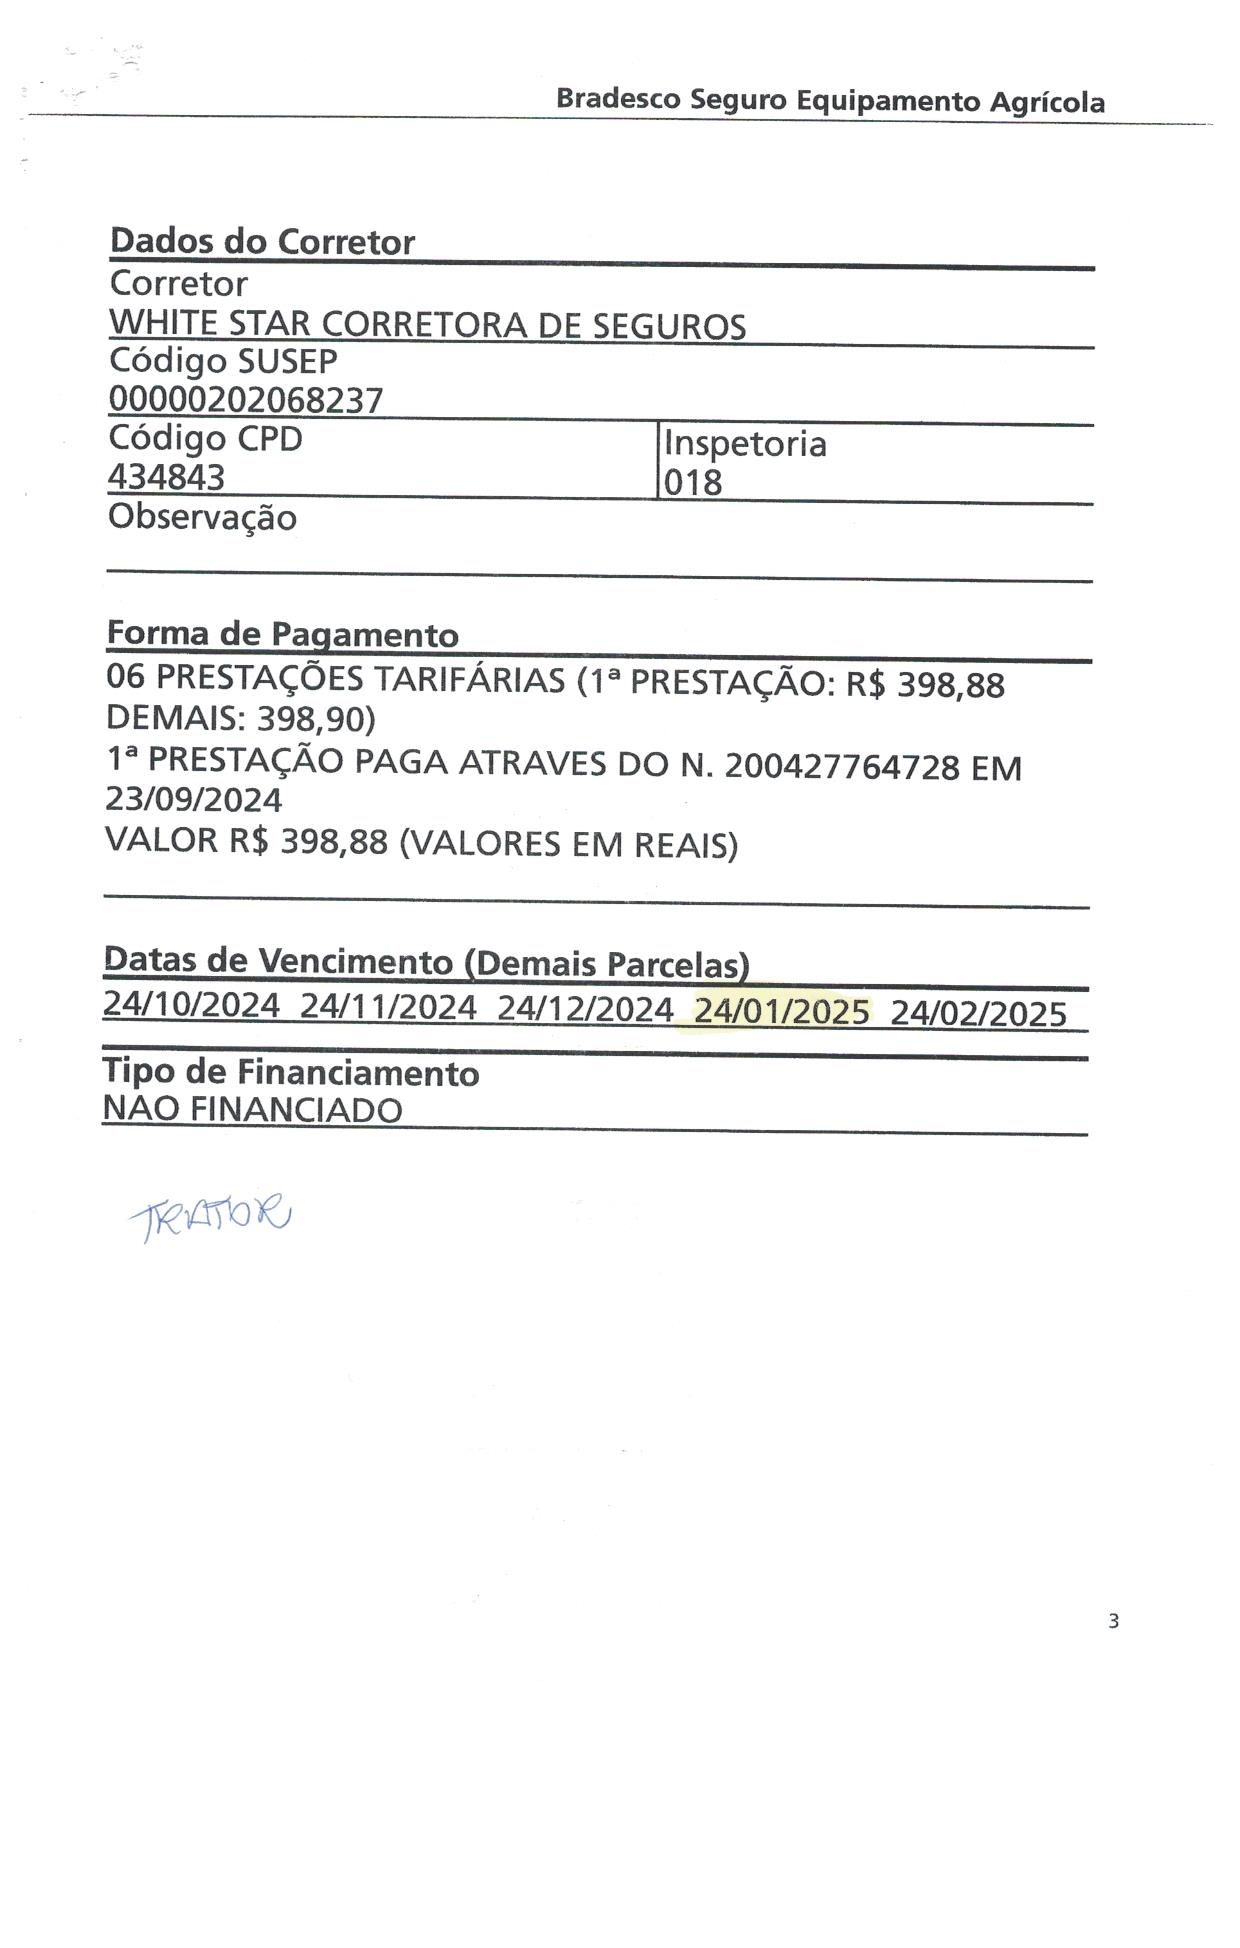 Bradesco Seguro Equipamento Agrícola
Dados do Corretor
Corretor
WHITE STAR CORRETORA DE SEGUROS
Código SUSEP
00000202068237
Código CPD
434843
Inspetoria
018
Observação
Forma de Pagamento
06 PRESTAÇÕES TARIFÁRIAS (1ª PRESTAÇÃO: R$ 398,88
DEMAIS: 398,90)
1ª PRESTAÇÃO PAGA ATRAVES DO N. 200427764728 EM
23/09/2024
VALOR R$ 398,88 (VALORES EM REAIS)
Datas de Vencimento (Demais Parcelas)
24/10/2024 24/11/2024 24/12/2024 24/01/2025 24/02/2025
Tipo de Financiamento
NAO FINANCIADO
TRATOR
3